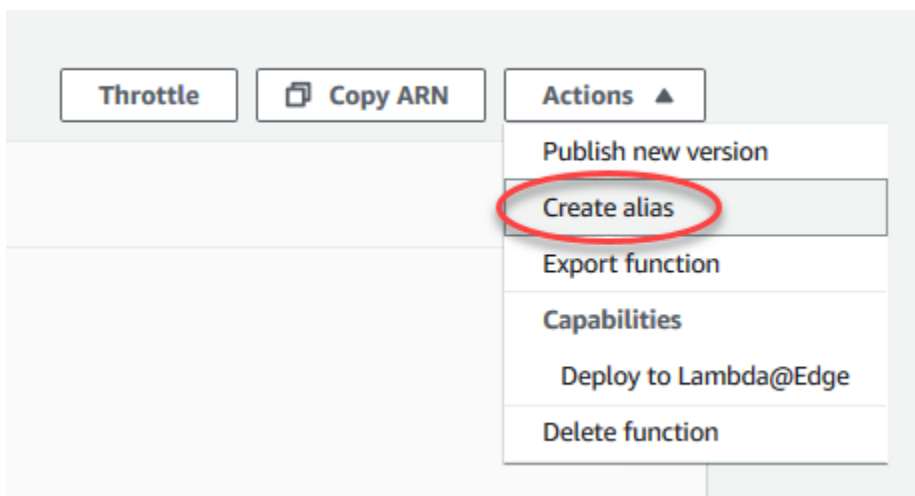 Throttle Copy ARN Actions
Publish new version
Create alias
Export function
Capabilities
Deploy to Lambda@Edge
Delete function